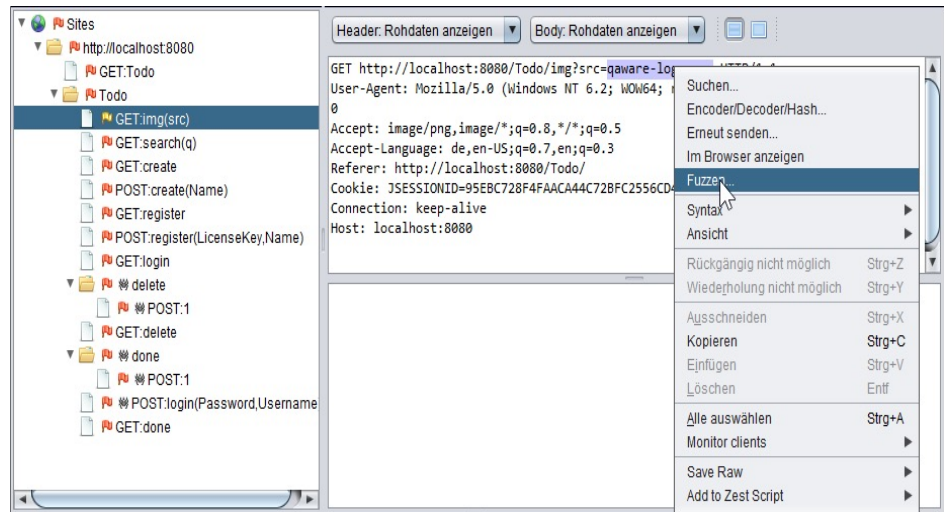 Sites
http://localhost:8080
GET:Todo
Todo
GET:img(src)
GET:search(q)
GET:create
POST:create(Name)
GET:register
POST:register(LicenseKey,Name)
GET:login
delete
POST:1
GET:delete
done
POST:1
POST:login(Password,Username
GET:done
Header: Rohdaten anzeigen
Body: Rohdaten anzeigen
GET http://localhost:8080/Todo/img?src=qaware-log
User-Agent: Mozilla/5.0 (Windows NT 6.2; WOW64;
0
Accept: image/png,image/*;q=0.8,*/*;q=0.5
Accept-Language: de,en-US;q=0.7,en;q=0.3
Referer: http://localhost:8080/Todo/
Cookie: JSESSIONID=95EBC728F4FAACA44C72BFC2556CD4
Connection: keep-alive
Host: localhost:8080
Suchen...
Encoder/Decoder/Hash...
Erneut senden...
Im Browser anzeigen
Fuzzen...
Syntax
Ansicht
Rückgängig nicht möglich Strg+Z
Wiederholung nicht möglich Strg+Y
Ausschneiden Strg+X
Kopieren Strg+C
Einfügen Strg+V
Löschen Entf
Alle auswählen Strg+A
Monitor clients
Save Raw
Add to Zest Script